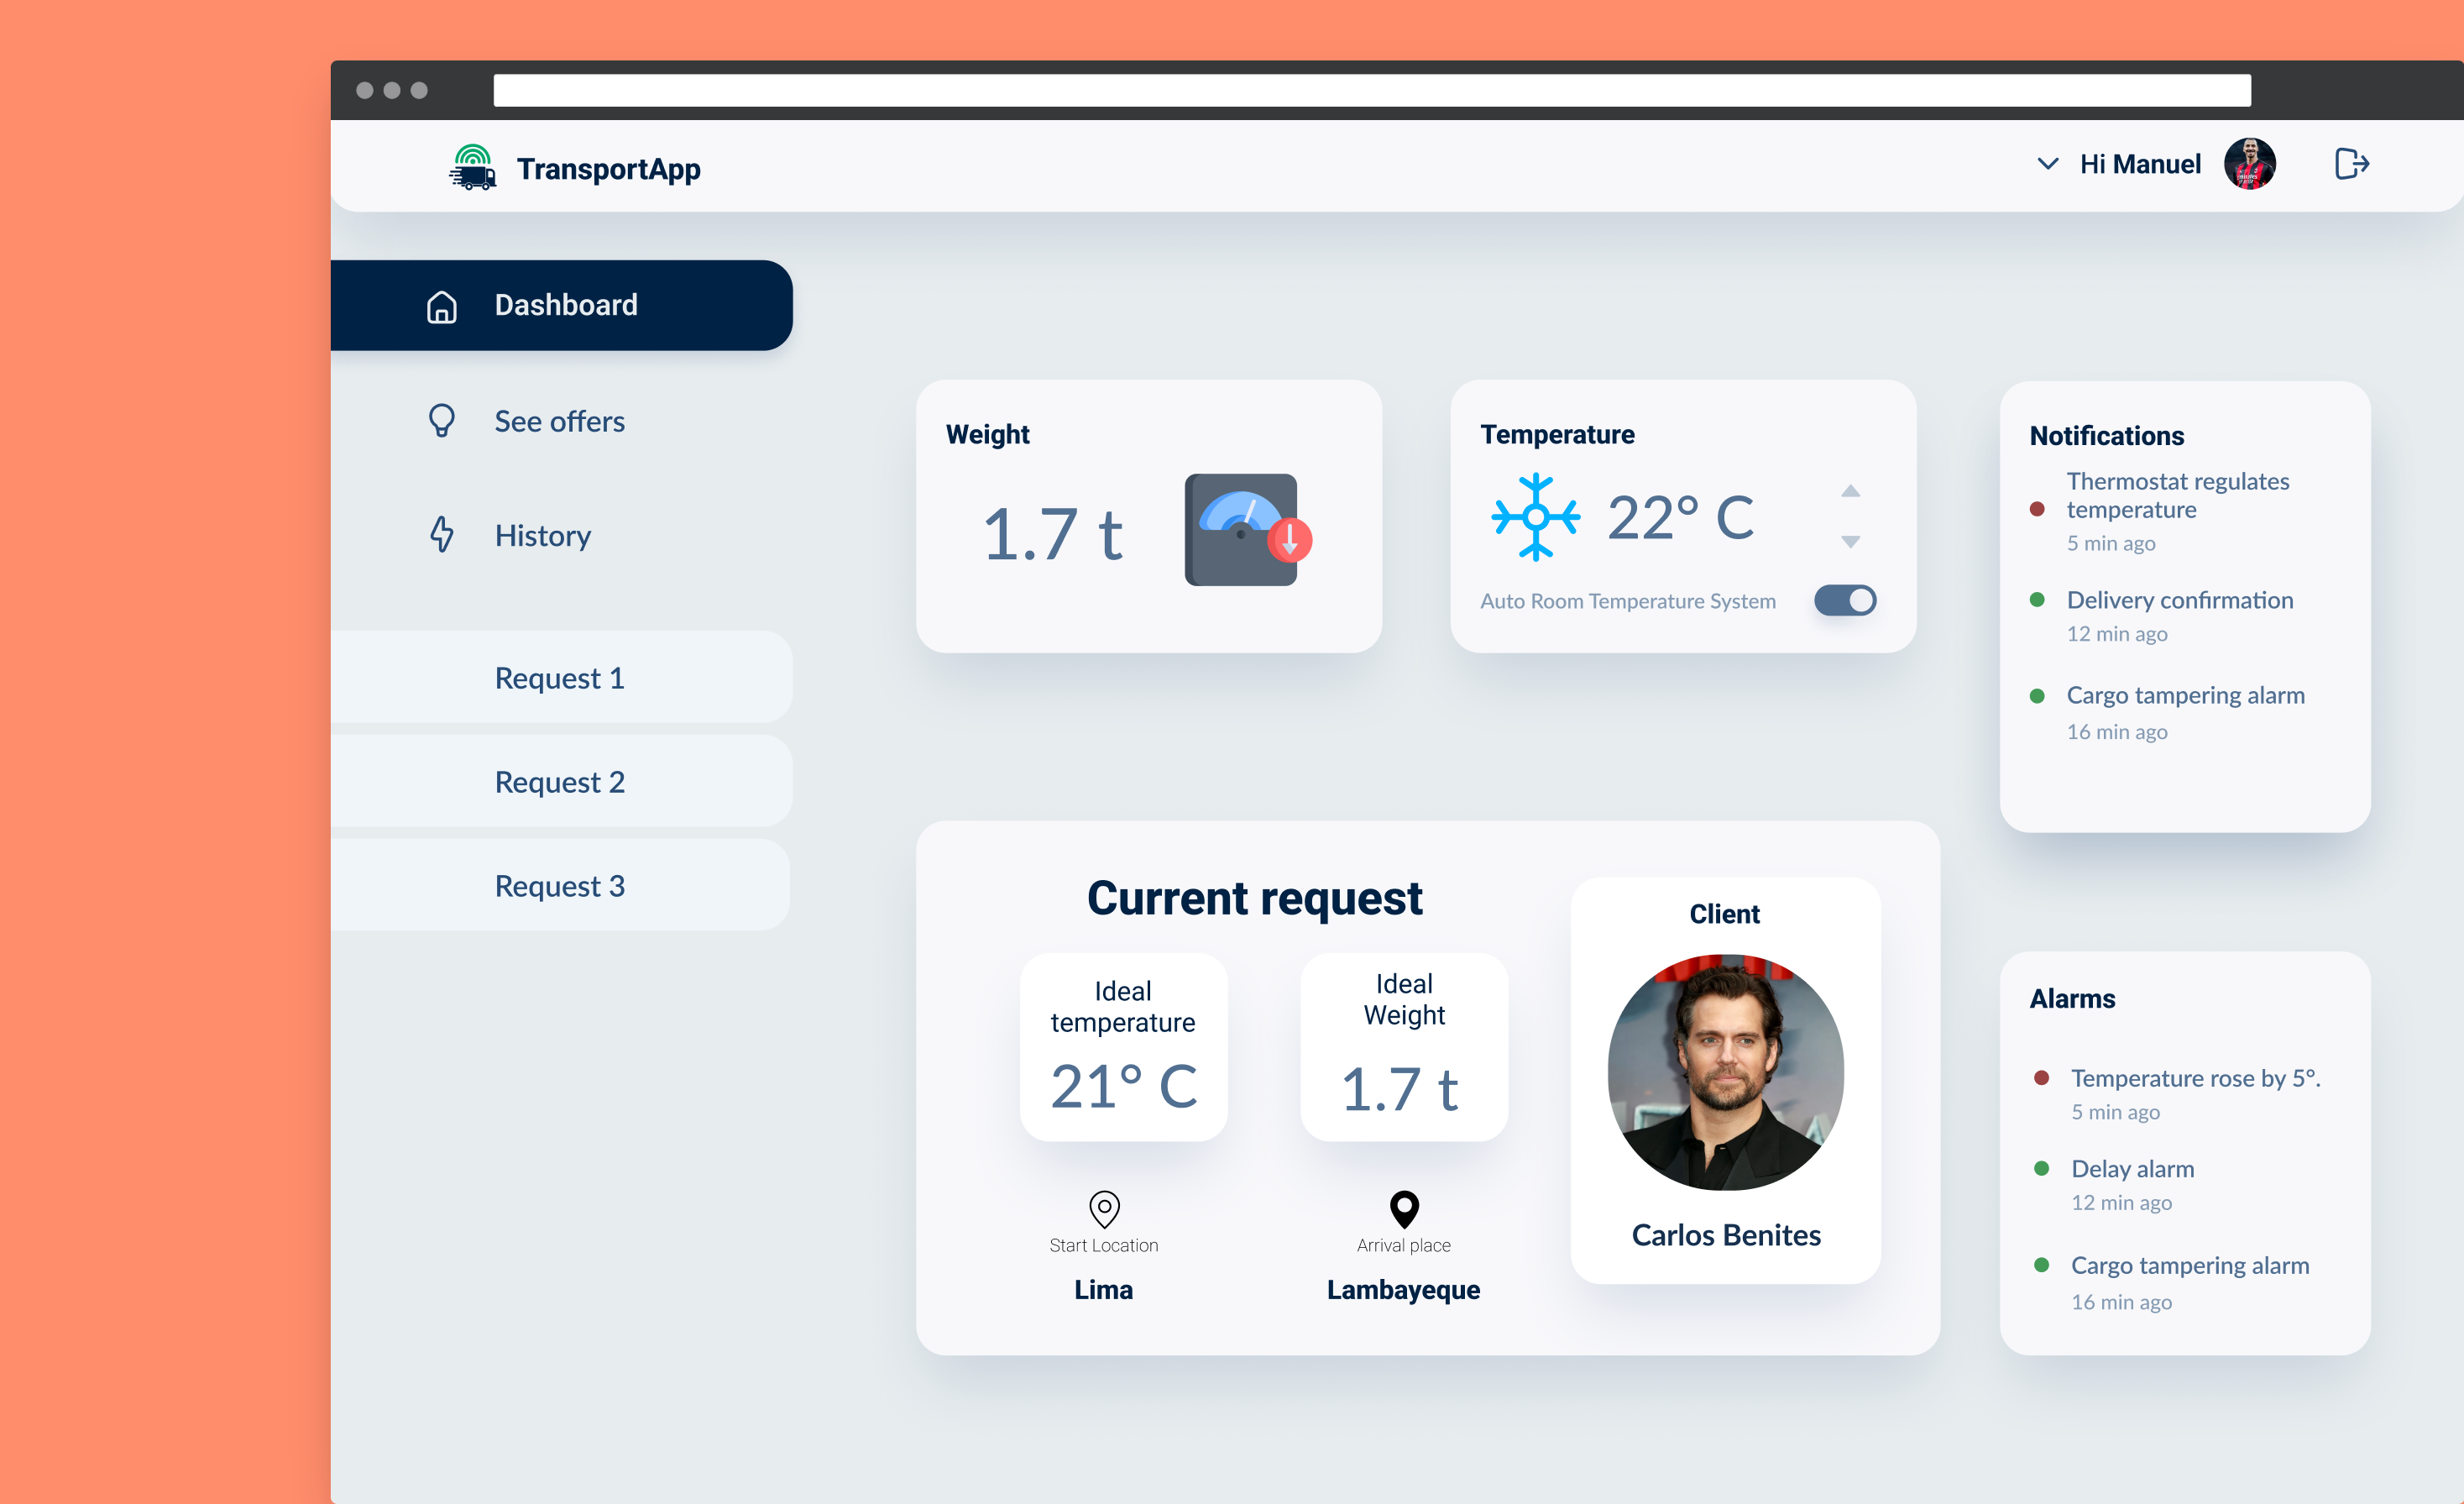 TransportApp
Hi Manuel
Dashboard
See offers
History
Request 1
Request 2
Request 3
Weight
1.7 t
Temperature
22° C
Auto Room Temperature System
Notifications
Thermostat regulates
temperature
5 min ago
Delivery confirmation
12 min ago
Cargo tampering alarm
16 min ago
Current request
Ideal
temperature
21° C
Ideal
Weight
1.7 t
Start Location
Lima
Arrival place
Lambayeque
Client
Carlos Benites
Alarms
Temperature rose by 5°.
5 min ago
Delay alarm
12 min ago
Cargo tampering alarm
16 min ago